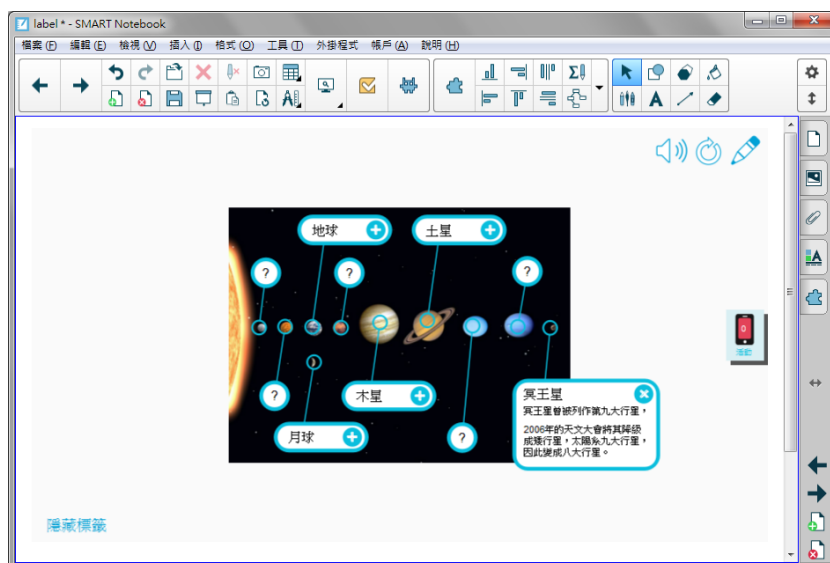 label * - SMART Notebook
檔案(F) 編輯(E) 檢視(V) 插入(I) 格式(O) 工具(T) 外掛程式 帳戶(A) 說明(H)
地球
土星
?
?
?
?
木星
月球
?
冥王星
冥王星曾被列作第九大行星，
2006年的天文大會將其降級
成矮行星，太陽系九大行星，
因此變成八大行星。
0
活動
隱藏標籤